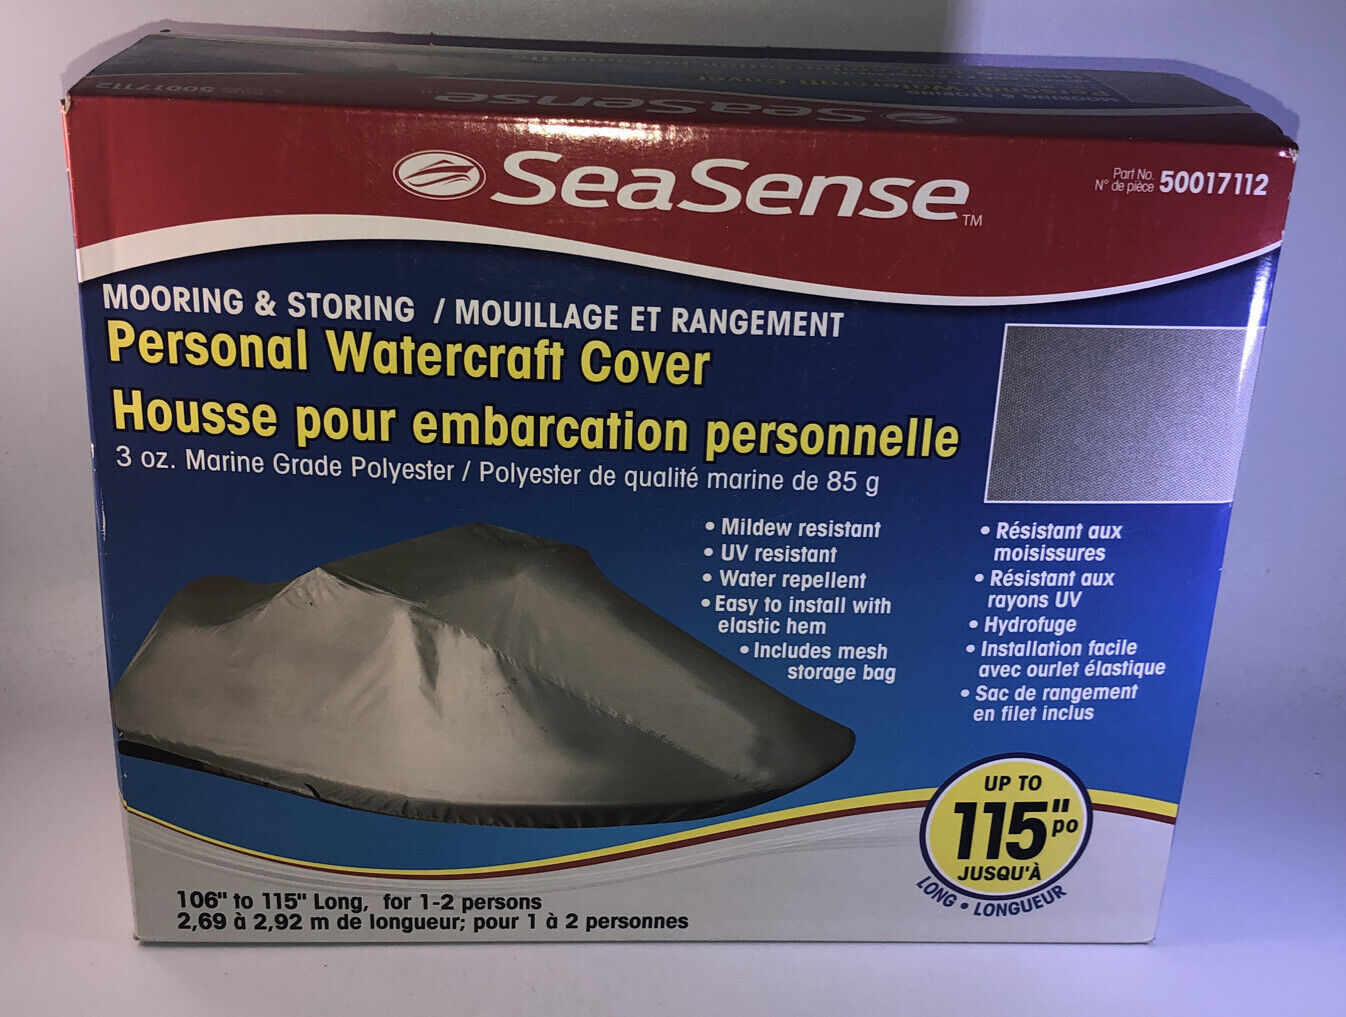 50017112
SeaSense
Personal Watercraft Cover
SeaSense™
Part No.
N° de pièce 50017112
MOORING & STORING / MOUILLAGE ET RANGEMENT
Personal Watercraft Cover
Housse pour embarcation personnelle
3 oz. Marine Grade Polyester / Polyester de qualité marine de 85 g
• Mildew resistant
• UV resistant
• Water repellent
• Easy to install with
elastic hem
• Includes mesh
storage bag
• Résistant aux
moisissures
• Résistant aux
rayons UV
• Hydrofuge
• Installation facile
avec ourlet élastique
• Sac de rangement
en filet inclus
UP TO
115" po
JUSQU'À
LONG • LONGUEUR
106" to 115" Long, for 1-2 persons
2,69 à 2,92 m de longueur; pour 1 à 2 personnes